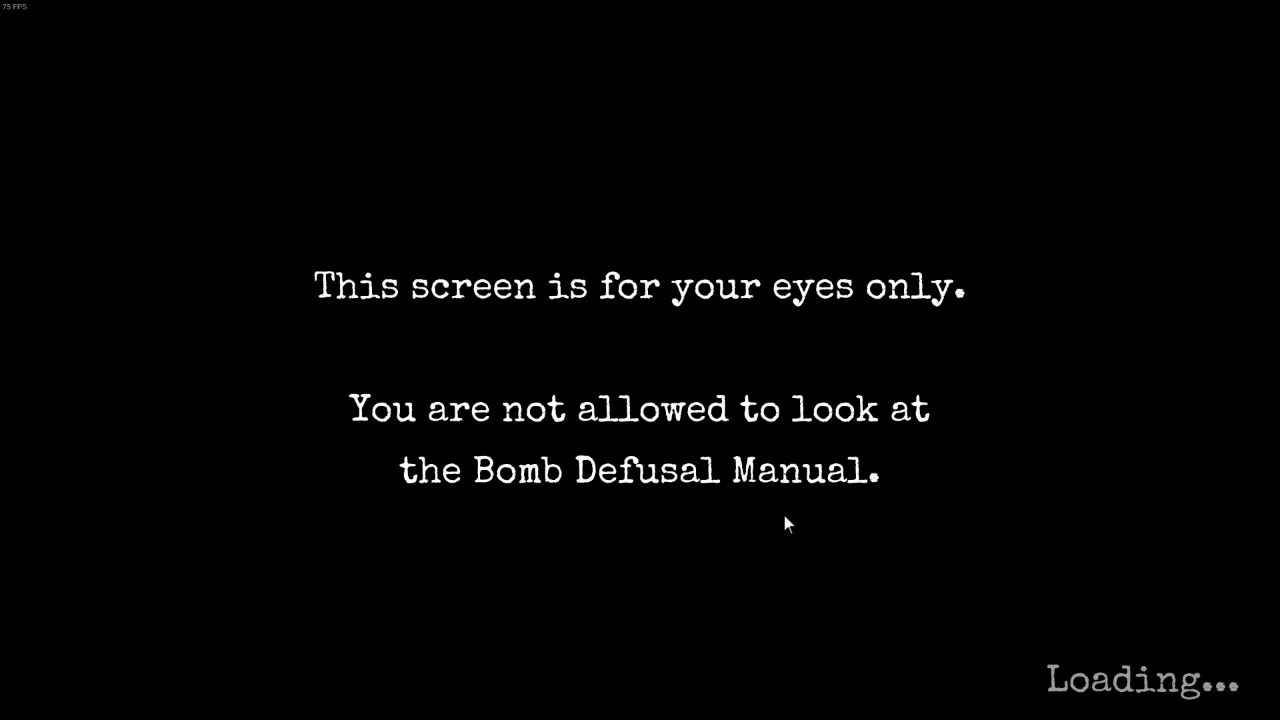 75 FPS
This screen is for your eyes only.
You are not allowed to look at
the Bomb Defusal Manual.
Loading...